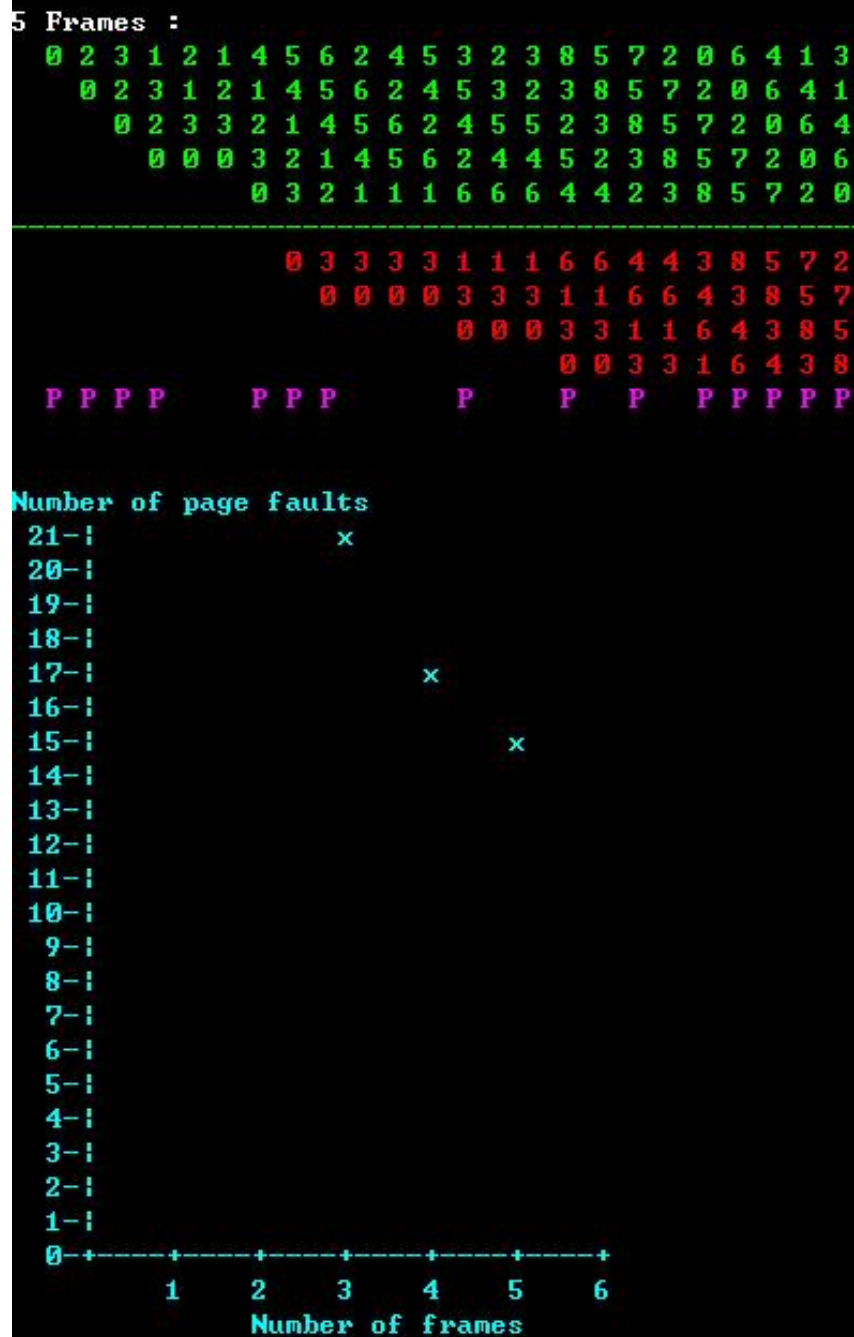 5 Frames :
0 2 3 1 2 1 4 5 6 2 4 5 3 2 3 8 5 7 2 0 6 4 1 3
0 2 3 1 2 1 4 5 6 2 4 5 3 2 3 8 5 7 2 0 6 4 1
0 2 3 3 2 1 4 5 6 2 4 5 5 2 3 8 5 7 2 0 6 4
0 0 0 3 2 1 4 5 6 2 4 4 5 2 3 8 5 7 2 0 6
0 3 2 1 1 1 6 6 6 4 4 2 3 8 5 7 2 0
0 3 3 3 3 1 1 1 6 6 4 4 3 8 5 7 2
0 0 0 0 3 3 3 1 1 6 6 4 3 8 5 7
0 0 0 3 3 1 1 6 4 3 8 5
0 0 3 3 1 6 4 3 8
P P P P P P P P P P P P P P P
Number of page faults
21-¦ x
20-¦
19-¦
18-¦
17-¦ x
16-¦
15-¦ x
14-¦
13-¦
12-¦
11-¦
10-¦
9-¦
8-¦
7-¦
6-¦
5-¦
4-¦
3-¦
2-¦
1-¦
0-+----+----+----+----+----+----+
1 2 3 4 5 6
Number of frames